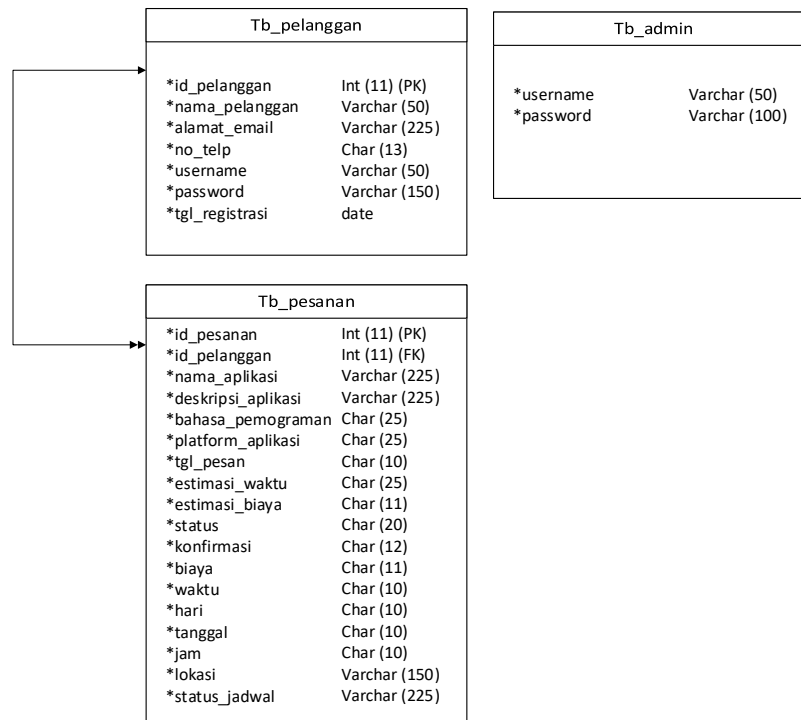 Tb_pelanggan
*id_pelanggan Int (11) (PK)
*nama_pelanggan Varchar (50)
*alamat_email Varchar (225)
*no_telp Char (13)
*username Varchar (50)
*password Varchar (150)
*tgl_registrasi date
Tb_admin
*username Varchar (50)
*password Varchar (100)
Tb_pesanan
*id_pesanan Int (11) (PK)
*id_pelanggan Int (11) (FK)
*nama_aplikasi Varchar (225)
*deskripsi_aplikasi Varchar (225)
*bahasa_pemograman Char (25)
*platform_aplikasi Char (25)
*tgl_pesan Char (10)
*estimasi_waktu Char (25)
*estimasi_biaya Char (11)
*status Char (20)
*konfirmasi Char (12)
*biaya Char (11)
*waktu Char (10)
*hari Char (10)
*tanggal Char (10)
*jam Char (10)
*lokasi Varchar (150)
*status_jadwal Varchar (225)